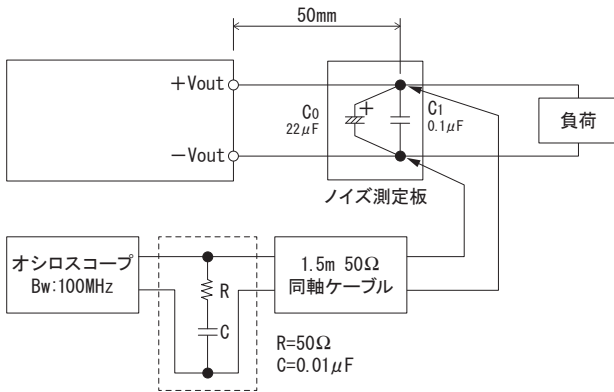 50mm
+Vout
C0
22μF
+
C1
0.1μF
負荷
−Vout
ノイズ測定板
オシロスコープ
Bw:100MHz
R
C
1.5m 50Ω
同軸ケーブル
R=50Ω
C=0.01μF